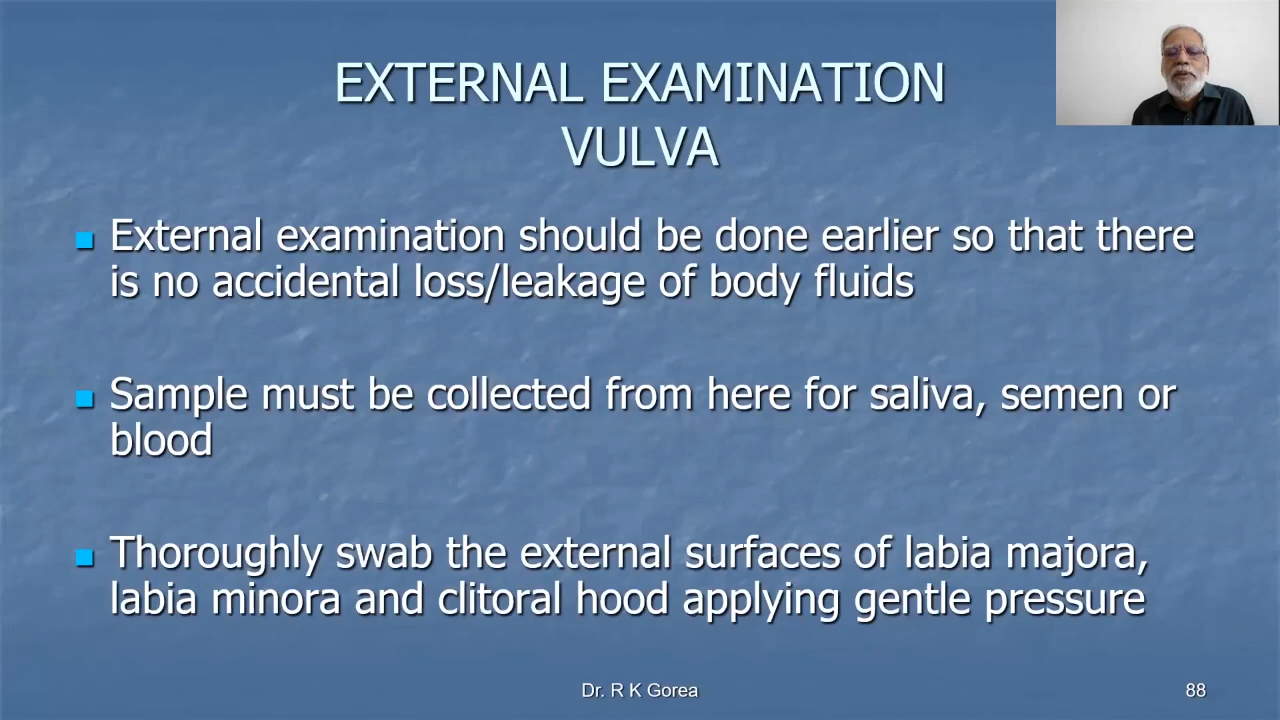 EXTERNAL EXAMINATION
VULVA
External examination should be done earlier so that there
is no accidental loss/leakage of body fluids
Sample must be collected from here for saliva, semen or
blood
Thoroughly swab the external surfaces of labia majora,
labia minora and clitoral hood applying gentle pressure
Dr. R K Gorea
88